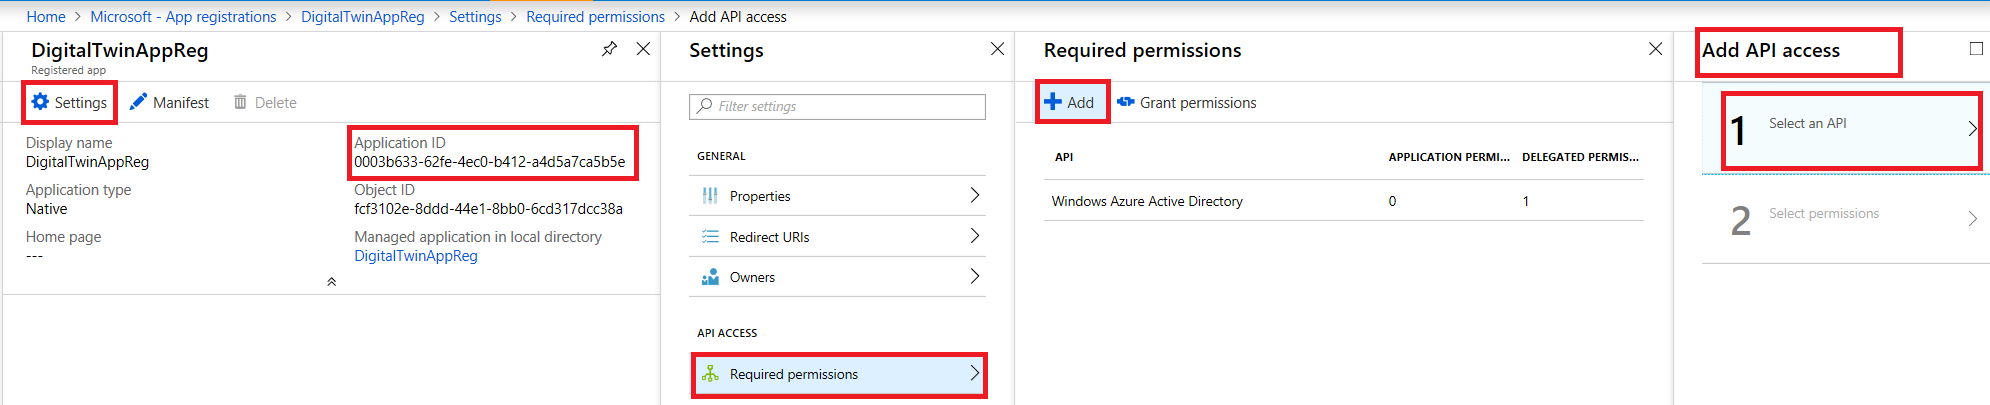 Home > Microsoft - App registrations > DigitalTwinAppReg > Settings > Required permissions > Add API access
DigitalTwinAppReg
Registered app
Settings
Manifest
Delete
Display name
DigitalTwinAppReg
Application type
Native
Home page
---
Application ID
0003b633-62fe-4ec0-b412-a4d5a7ca5b5e
Object ID
fcf3102e-8ddd-44e1-8bb0-6cd317dcc38a
Managed application in local directory
DigitalTwinAppReg
Settings
Filter settings
GENERAL
Properties
Redirect URIs
Owners
API ACCESS
Required permissions
Required permissions
Add
Grant permissions
API APPLICATION PERMI... DELEGATED PERMIS...
Windows Azure Active Directory 0 1
Add API access
1 Select an API
2 Select permissions